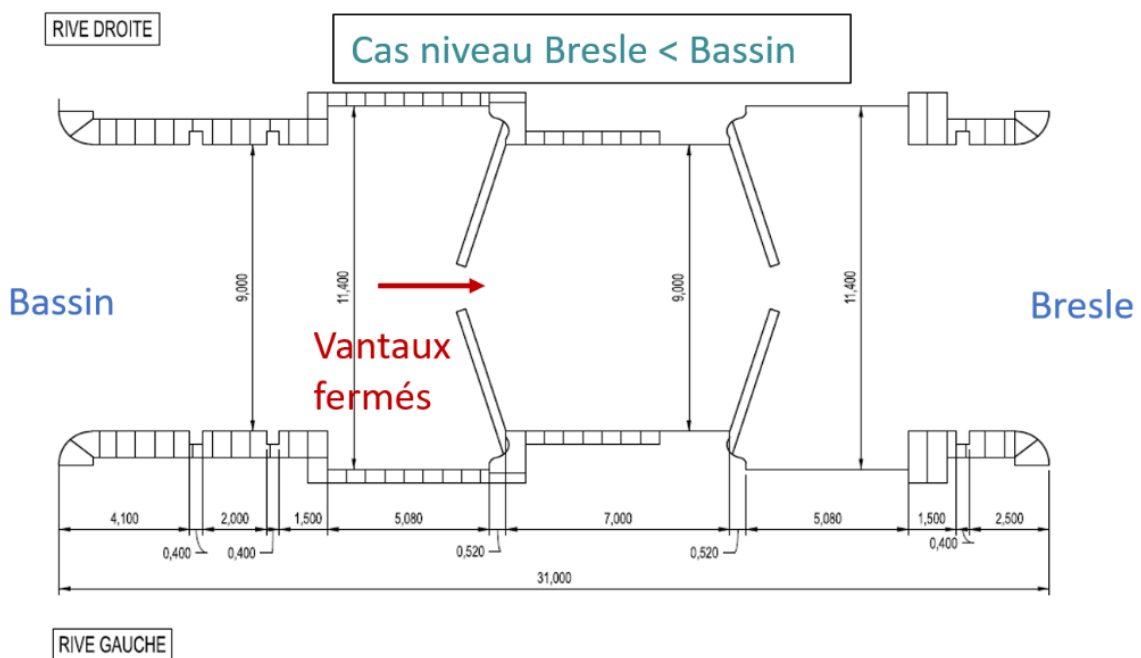 RIVE DROITE
Cas niveau Bresle < Bassin
9,000
11,400
9,000
11,400
Bassin
Bresle
Vantaux
fermés
4,100
2,000
1,500
5,080
7,000
5,080
1,500
2,500
0,400
0,400
0,520
0,520
0,400
31,000
RIVE GAUCHE